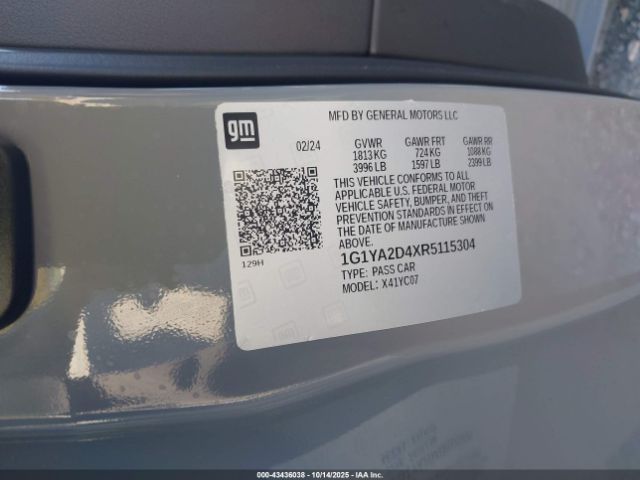 gm
MFD BY GENERAL MOTORS LLC
02/24
GVWR GAWR FRT GAWR RR
1813 KG 724 KG 1088 KG
3996 LB 1597 LB 2399 LB
THIS VEHICLE CONFORMS TO ALL
APPLICABLE U.S. FEDERAL MOTOR
VEHICLE SAFETY, BUMPER, AND THEFT
PREVENTION STANDARDS IN EFFECT ON
THE DATE OF MANUFACTURE SHOWN
ABOVE.
129H
1G1YA2D4XR5115304
TYPE: PASS CAR
MODEL: X41YC07
000-43436038 - 10/14/2025 - IAAI.COM